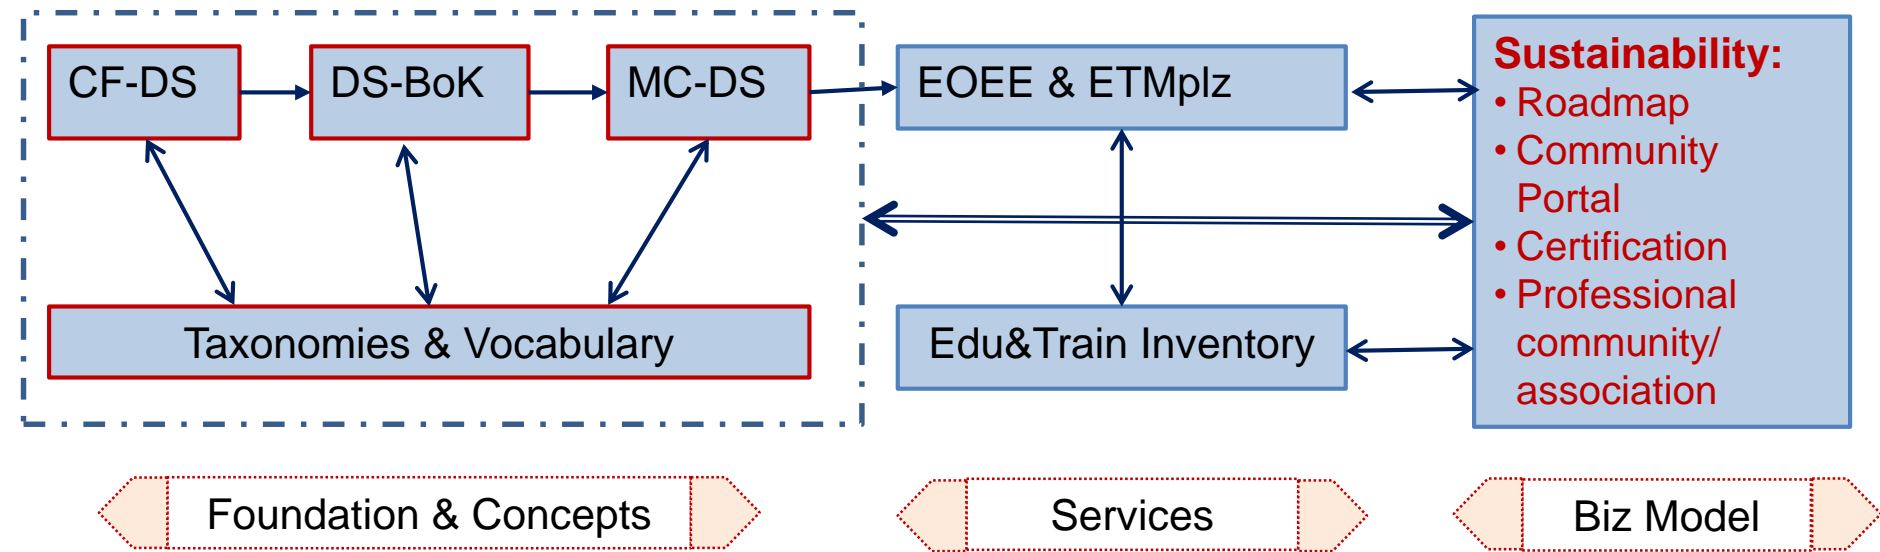 CF-DS
DS-BoK
MC-DS
EOEE & ETMplz
Taxonomies & Vocabulary
Edu&Train Inventory
Sustainability:
• Roadmap
• Community
Portal
• Certification
• Professional
community/
association
Foundation & Concepts
Services
Biz Model